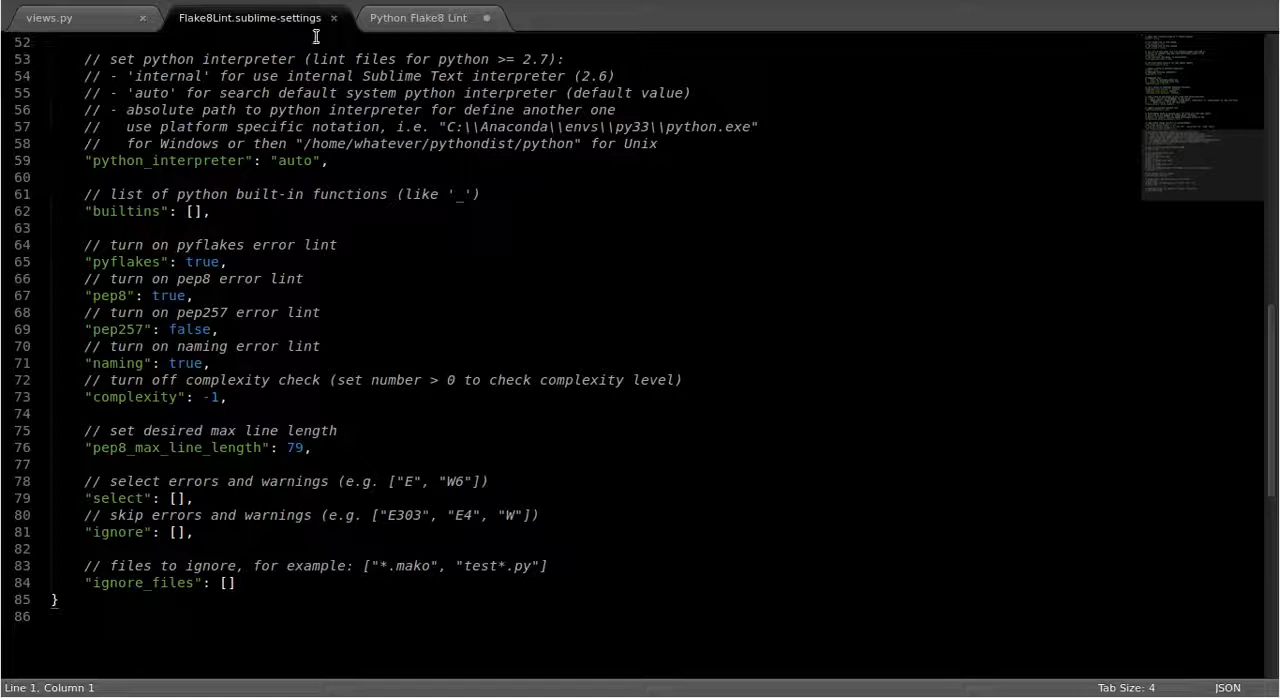 views.py × Flake8Lint.sublime-settings × Python Flake8 Lint
52
53 // set python interpreter (lint files for python >= 2.7):
54 // - 'internal' for use internal Sublime Text interpreter (2.6)
55 // - 'auto' for search default system python interpreter (default value)
56 // - absolute path to python interpreter for define another one
57 //   use platform specific notation, i.e. "C:\\Anaconda\\envs\\py33\\python.exe"
58 //   for Windows or then "/home/whatever/pythondist/python" for Unix
59 "python_interpreter": "auto",
60
61 // list of python built-in functions (like '_')
62 "builtins": [],
63
64 // turn on pyflakes error lint
65 "pyflakes": true,
66 // turn on pep8 error lint
67 "pep8": true,
68 // turn on pep257 error lint
69 "pep257": false,
70 // turn on naming error lint
71 "naming": true,
72 // turn off complexity check (set number > 0 to check complexity level)
73 "complexity": -1,
74
75 // set desired max line length
76 "pep8_max_line_length": 79,
77
78 // select errors and warnings (e.g. ["E", "W6"])
79 "select": [],
80 // skip errors and warnings (e.g. ["E303", "E4", "W"])
81 "ignore": [],
82
83 // files to ignore, for example: ["*.mako", "test*.py"]
84 "ignore_files": []
85 }
86
Line 1, Column 1 Tab Size: 4 JSON